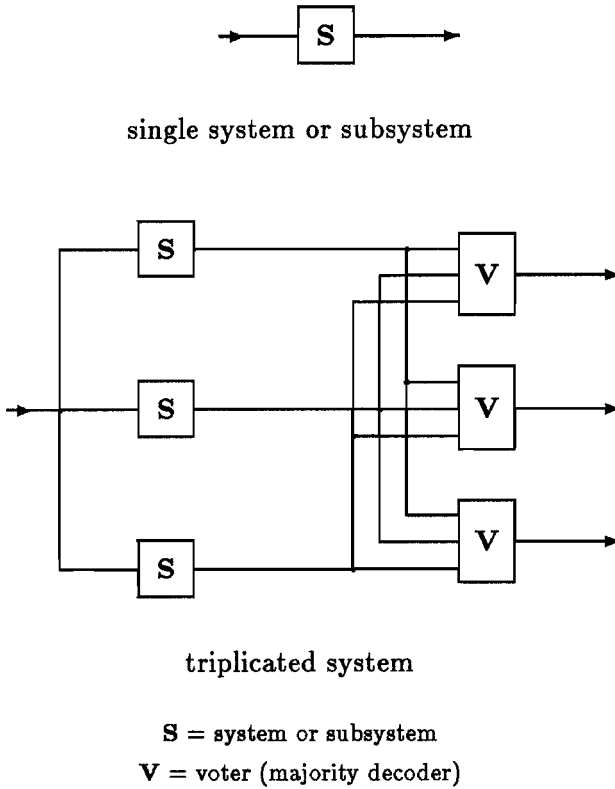 S
single system or subsystem
S
V
S
V
S
V
triplicated system
S = system or subsystem
V = voter (majority decoder)